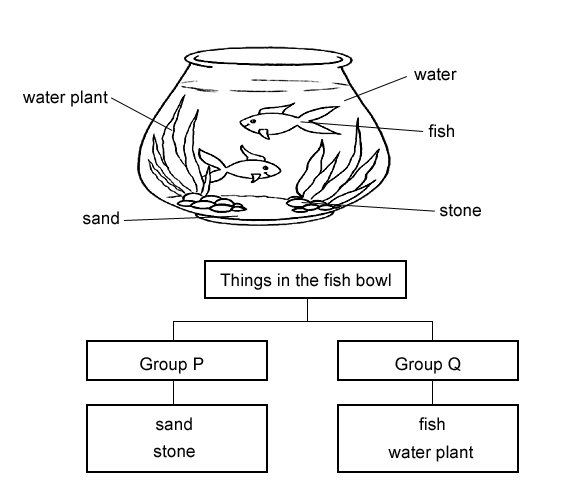 water
water plant
fish
stone
sand
Things in the fish bowl
Group P
Group Q
sand
stone
fish
water plant